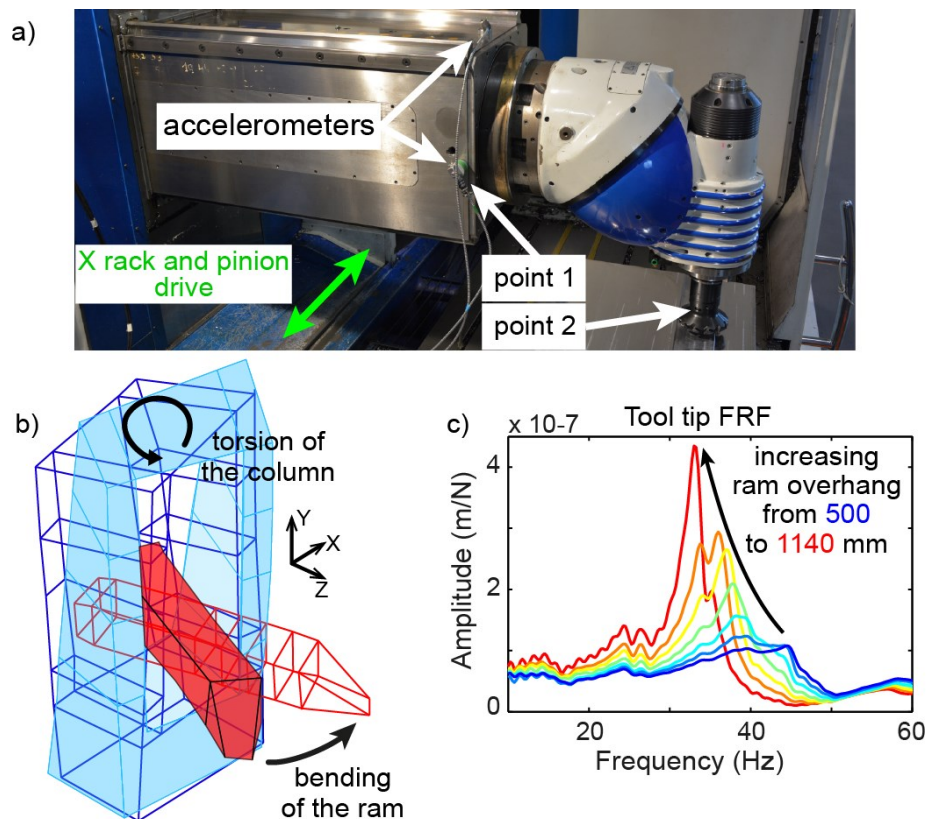 a)
accelerometers
X rack and pinion
drive
point 1
point 2
b)
torsion of
the column
Y
X
Z
bending
of the ram
c)
x 10-7
Tool tip FRF
increasing
ram overhang
from 500
to 1140 mm
Amplitude (m/N)
4
2
0
20
40
60
Frequency (Hz)